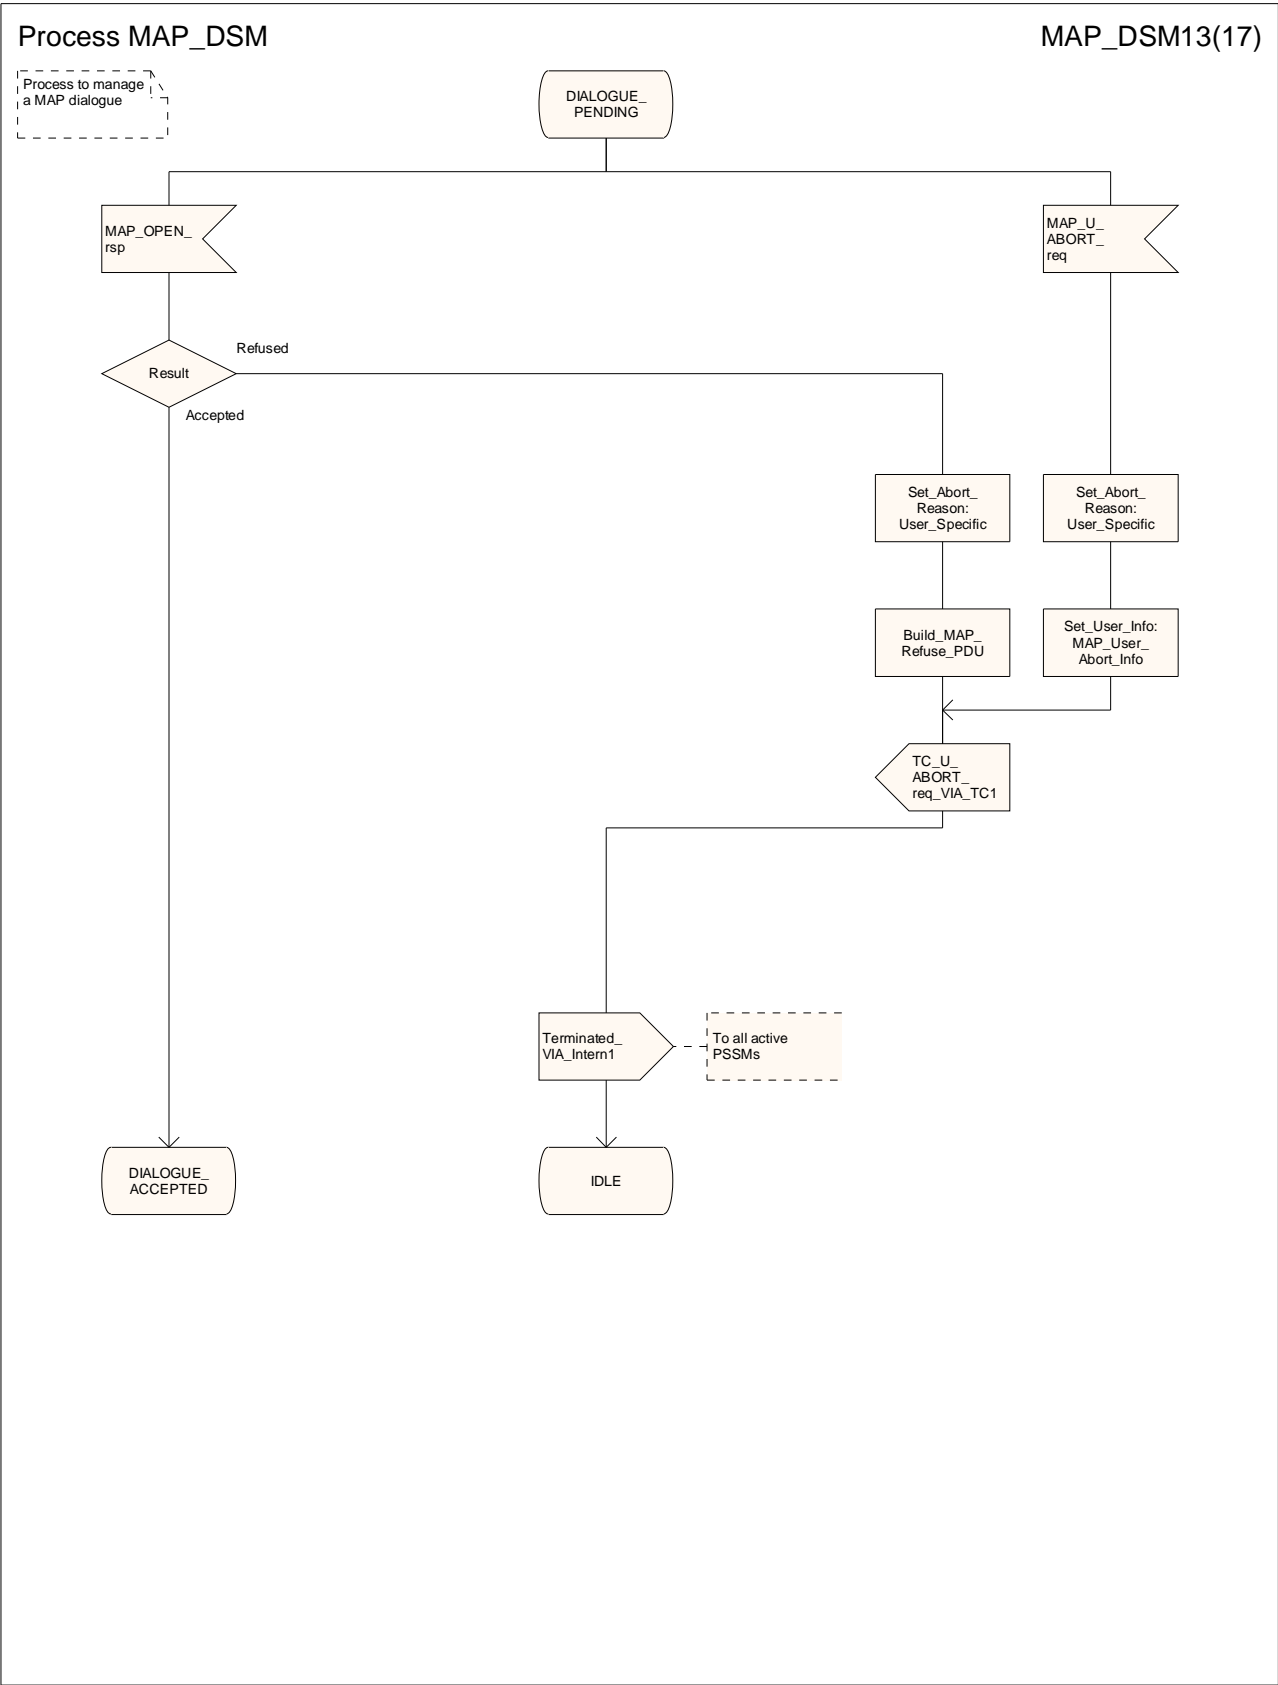 Process MAP_DSM
MAP_DSM13(17)
Process to manage
a MAP dialogue
DIALOGUE_
PENDING
MAP_OPEN_
rsp
MAP_U_
ABORT_
req
Refused
Result
Accepted
Set_Abort_
Reason:
User_Specific
Set_Abort_
Reason:
User_Specific
Build_MAP_
Refuse_PDU
Set_User_Info:
MAP_User_
Abort_Info
TC_U_
ABORT_
req_VIA_TC1
Terminated_
VIA_Intern1
To all active
PSSMs
DIALOGUE_
ACCEPTED
IDLE